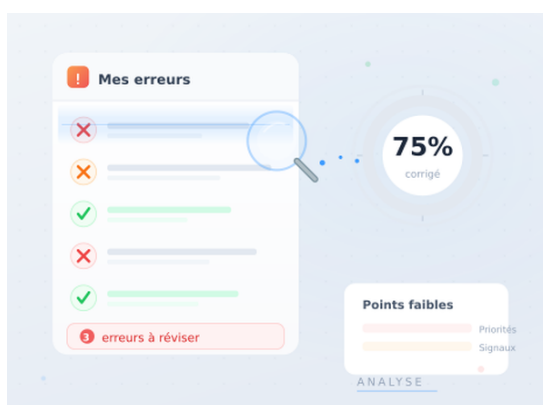 ! Mes erreurs
75%
corrigé
Points faibles
Priorités
Signaux
3 erreurs à réviser
ANALYSE